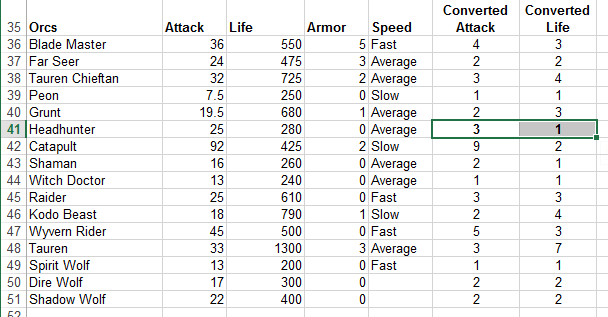 Converted Converted
35 Orcs Attack Life Armor Speed Attack Life
36 Blade Master 36 550 5 Fast 4 3
37 Far Seer 24 475 3 Average 2 2
38 Tauren Chieftan 32 725 2 Average 3 4
39 Peon 7.5 250 0 Slow 1 1
40 Grunt 19.5 680 1 Average 2 3
41 Headhunter 25 280 0 Average 3 1
42 Catapult 92 425 2 Slow 9 2
43 Shaman 16 260 0 Average 2 1
44 Witch Doctor 13 240 0 Average 1 1
45 Raider 25 610 0 Fast 3 3
46 Kodo Beast 18 790 1 Slow 2 4
47 Wyvern Rider 45 500 0 Fast 5 3
48 Tauren 33 1300 3 Average 3 7
49 Spirit Wolf 13 200 0 Fast 1 1
50 Dire Wolf 17 300 0 2 2
51 Shadow Wolf 22 400 0 2 2